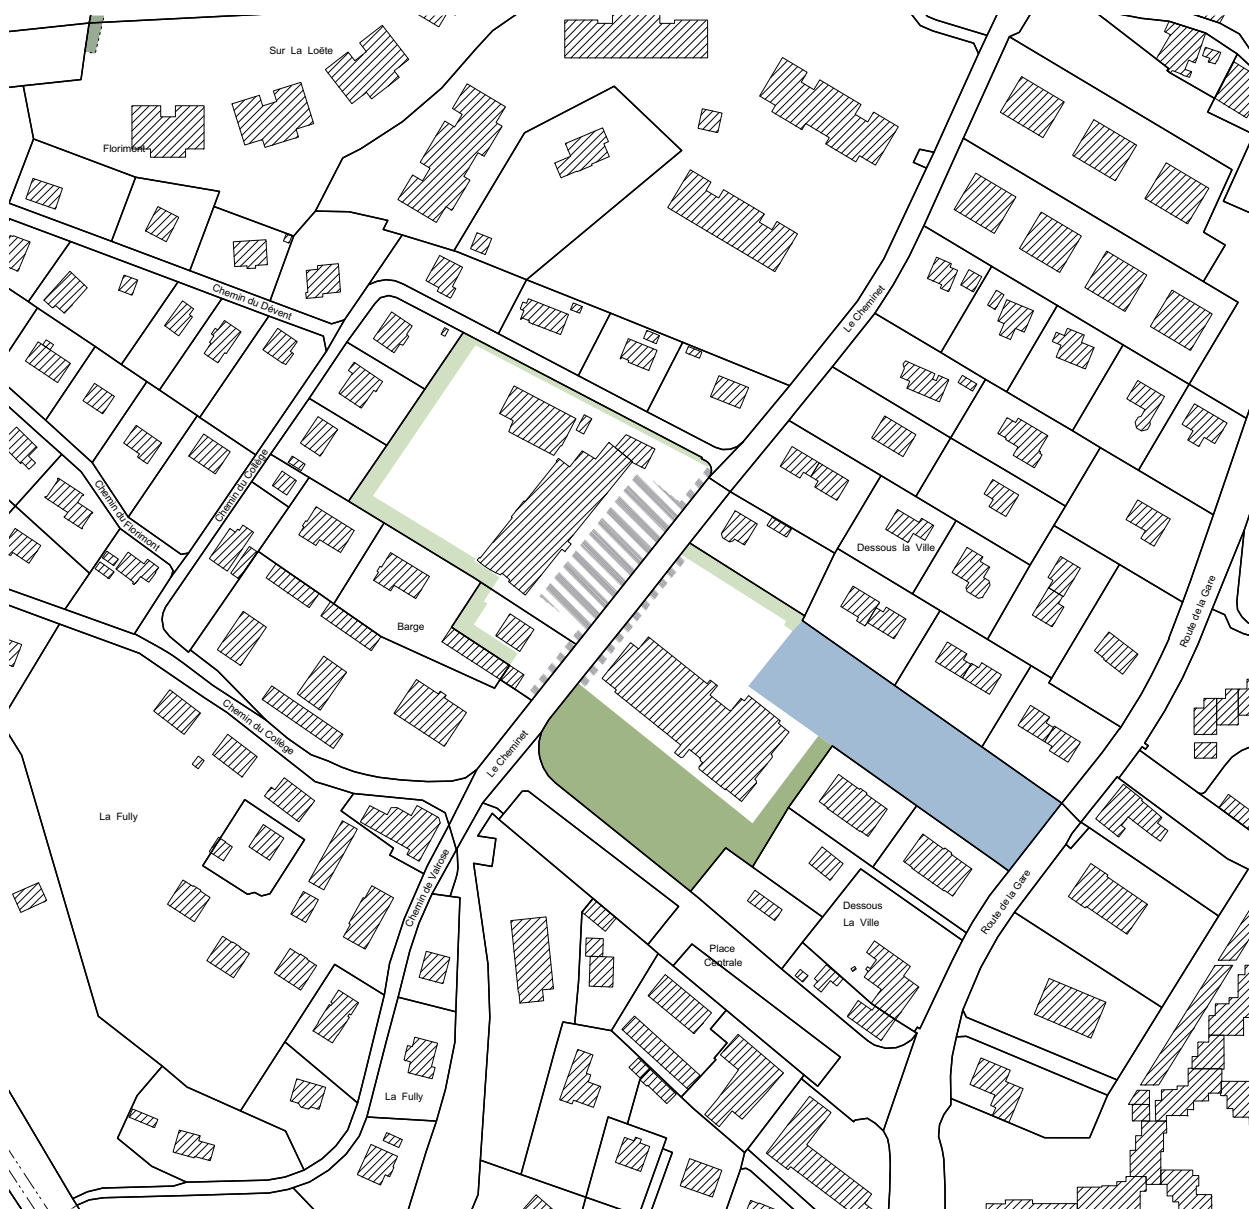 Sur La Loëte
Florimont
Chemin du Dévent
Le Cheminet
Chemin du Collège
Chemin du Florimont
Dessous la Ville
Route de la Gare
Barge
Chemin du Collège
Le Cheminet
La Fully
Chemin de Valrose
Dessous
La Ville
Route de la Gare
Place
Centrale
La Fully